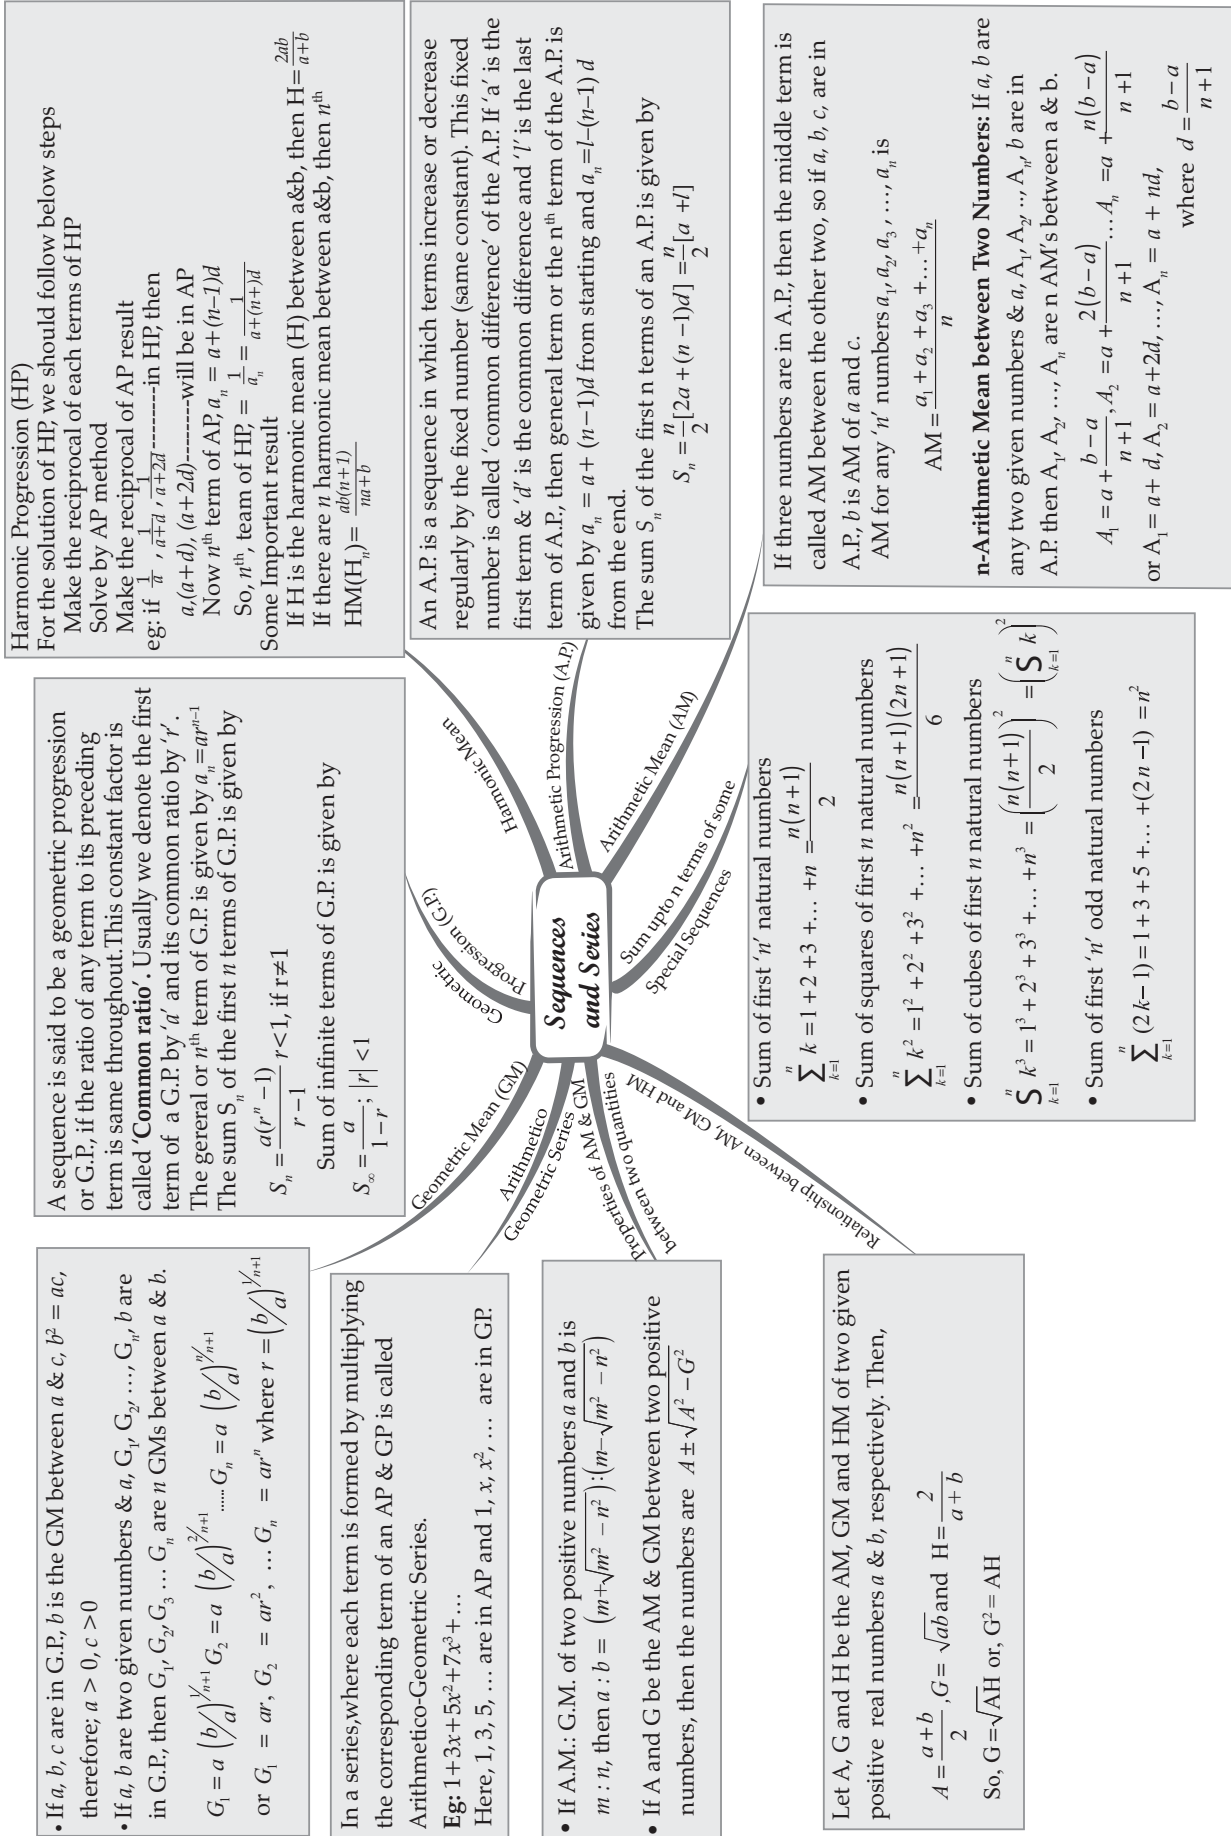 Harmonic Progression (HP)
For the solution of HP, we should follow below steps
Make the reciprocal of each terms of HP
Solve by AP method
Make the reciprocal of AP result
eg: if 1/a , 1/a+d , 1/a+2d ---------in HP, then
a,(a+d), (a+2d)---------will be in AP
Now nth term of AP, aₙ = a+(n–1)d
So, nth, team of HP, = 1/aₙ = 1/a+(n+)d
Some Important result
If H is the harmonic mean (H) between a&b, then H= 2ab/a+b
If there are n harmonic mean between a&b, then nth
HM(Hₙ)= ab(n+1)/na+b
An A.P. is a sequence in which terms increase or decrease
regularly by the fixed number (same constant). This fixed
number is called 'common difference' of the A.P. If 'a' is the
first term & 'd' is the common difference and 'l' is the last
term of A.P., then general term or the nth term of the A.P. is
given by aₙ = a+ (n−1)d from starting and aₙ =l–(n–1) d
from the end.
The sum Sₙ of the first n terms of an A.P. is given by
Sₙ = n/2[2a+(n −1)d] = n/2[a +l]
If three numbers are in A.P., then the middle term is
called AM between the other two, so if a, b, c, are in
A.P., b is AM of a and c.
AM for any 'n' numbers a₁, a₂, a₃ , …, aₙ is
AM = a₁ + a₂ + a₃ +…+aₙ / n
n-Arithmetic Mean between Two Numbers: If a, b are
any two given numbers & a, A₁, A₂, .., Aₙ, b are in
A.P. then A₁, A₂, …, Aₙ are n AM's between a & b.
A₁ = a + b−a/n+1 , A₂ = a + 2(b−a)/n+1 …Aₙ =a + n(b−a)/n+1
or A₁= a+ d, A₂ = a+2d, …, Aₙ = a + nd,
where d = b−a/n+1
A sequence is said to be a geometric progression
or G.P., if the ratio of any term to its preceding
term is same throughout.This constant factor is
called 'Common ratio'. Usually we denote the first
term of a G.P. by 'a' and its common ratio by 'r'.
The gereral or nth term of G.P. is given by aₙ=arⁿ⁻¹
The sum Sₙ of the first n terms of G.P. is given by
Sₙ = a(rⁿ −1)/r−1 r<1, if r≠1
Sum of infinite terms of G.P. is given by
S∞ = a/1−r ; |r| <1
Harmonic Mean
Arithmetic Progression (A.P.)
Arithmetic Mean (AM)
Sum upto n terms of some
Special Sequences
Geometric
Progression (G.P.)
Sequences
and Series
Geometric Mean (GM)
Arithmetico
Geometric Series
Properties of AM & GM
between two quantities
Relationship between AM, GM and HM
• Sum of first 'n' natural numbers
ⁿ∑ₖ₌₁ k = 1+2+3+… +n = n(n+1)/2
• Sum of squares of first n natural numbers
ⁿ∑ₖ₌₁ k² = 1² +2² +3² +… +n² = n(n+1)(2n+1)/6
• Sum of cubes of first n natural numbers
ⁿSₖ₌₁ k³ = 1³ +2³ +3³ +… +n³ = (n(n+1)/2)² = (ⁿSₖ₌₁ k)²
• Sum of first 'n' odd natural numbers
ⁿ∑ₖ₌₁ (2k−1) = 1+3+5+… +(2n−1) = n²
• If a, b, c are in G.P., b is the GM between a & c, b² = ac,
therefore; a > 0, c >0
• If a, b are two given numbers & a, G₁, G₂, …, Gₙ, b are
in G.P., then G₁, G₂,G₃ … Gₙ are n GMs between a & b.
G₁ = a (b/a)^1/n+1 G₂ = a (b/a)^2/n+1 ......Gₙ = a (b/a)^n/n+1
or G₁ = ar, G₂ = ar² , … Gₙ = arⁿ where r = (b/a)^1/n+1
In a series,where each term is formed by multiplying
the corresponding term of an AP & GP is called
Arithmetico-Geometric Series.
Eg: 1+3x+5x²+7x³+…
Here, 1, 3, 5, … are in AP and 1, x, x², … are in GP.
• If A.M.: G.M. of two positive numbers a and b is
m : n, then a : b = (m+√m² − n² ):(m−√m² − n²)
• If A and G be the AM & GM between two positive
numbers, then the numbers are A±√A² −G²
Let A, G and H be the AM, GM and HM of two given
positive real numbers a & b, respectively. Then,
A = a+b/2 ,G = √ab and H= 2/a+b
So, G=√AH or, G²= AH